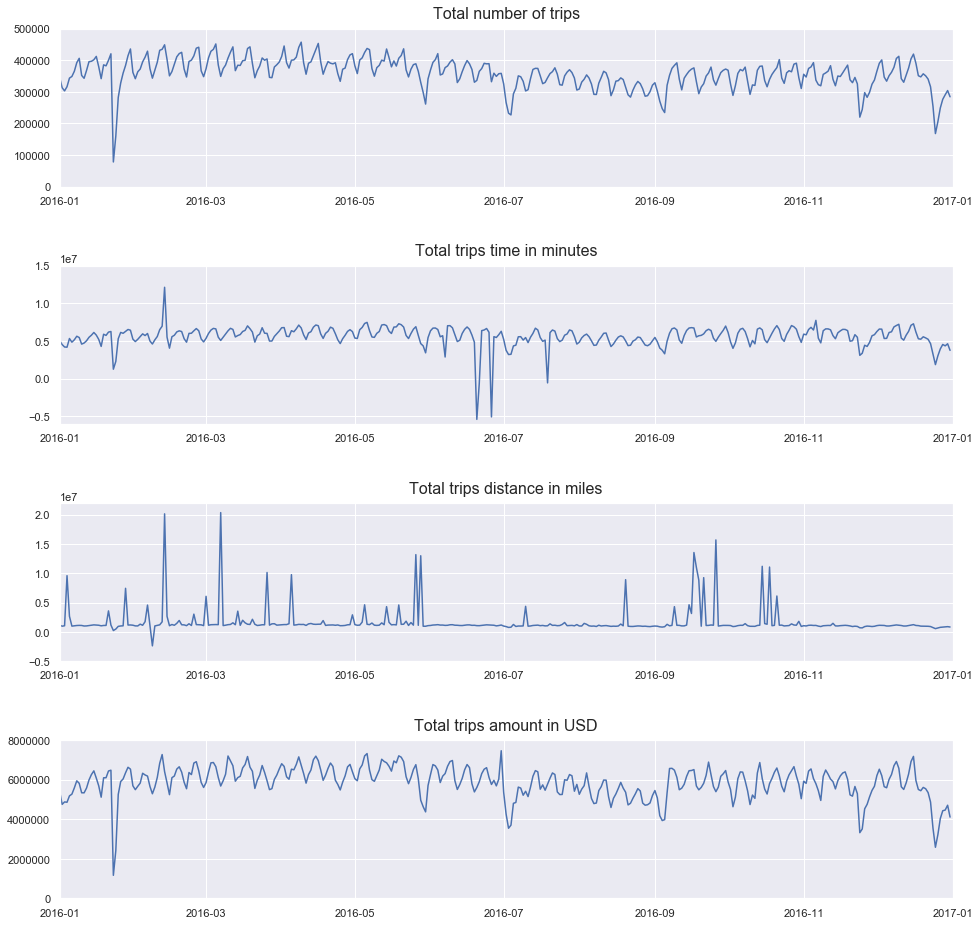 Total number of trips
500000
400000
300000
200000
100000
0
2016-01 2016-03 2016-05 2016-07 2016-09 2016-11 2017-01
Total trips time in minutes
1e7
1.5
1.0
0.5
0.0
−0.5
2016-01 2016-03 2016-05 2016-07 2016-09 2016-11 2017-01
Total trips distance in miles
1e7
2.0
1.5
1.0
0.5
0.0
−0.5
2016-01 2016-03 2016-05 2016-07 2016-09 2016-11 2017-01
Total trips amount in USD
8000000
6000000
4000000
2000000
0
2016-01 2016-03 2016-05 2016-07 2016-09 2016-11 2017-01